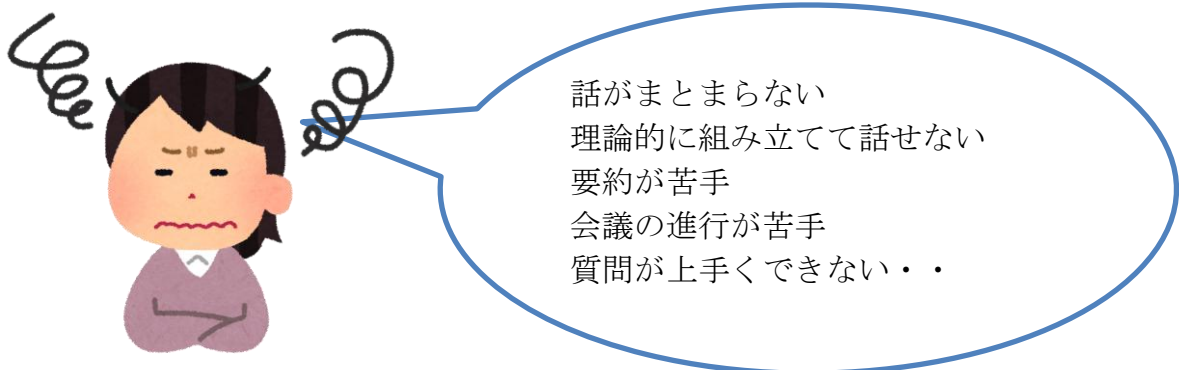 話がまとまらない
理論的に組み立てて話せない
要約が苦手
会議の進行が苦手
質問が上手くできない・・